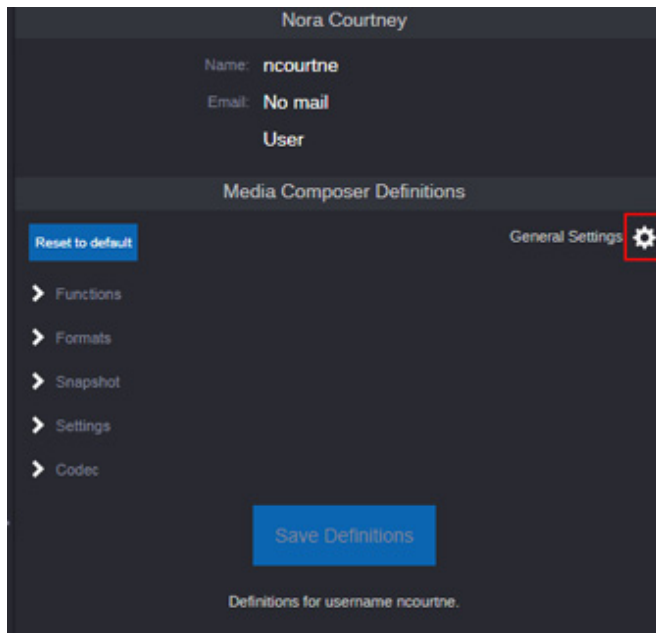 Nora Courtney
Name: ncourtne
Email: No mail
User
Media Composer Definitions
Reset to default
General Settings
Functions
Formats
Snapshot
Settings
Codec
Save Definitions
Definitions for username ncourtne.